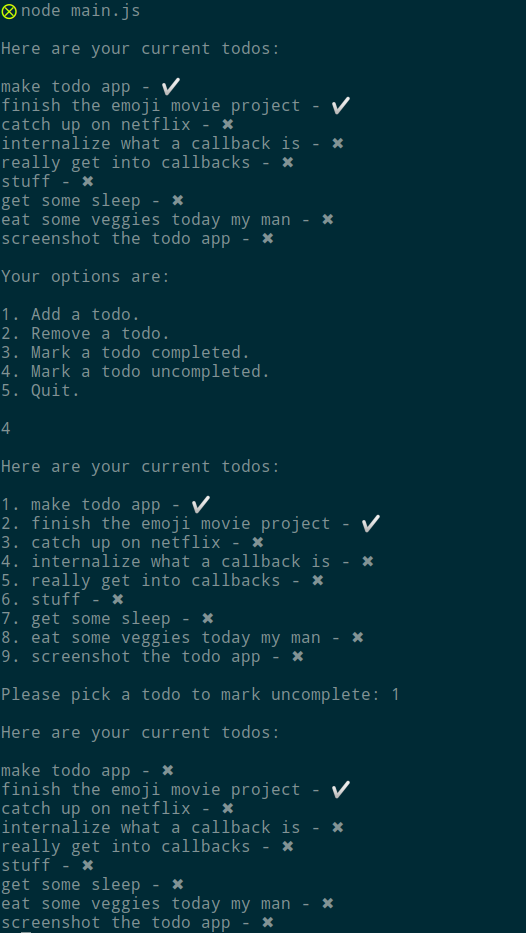 ⊗ node main.js
Here are your current todos:
make todo app - ✔
finish the emoji movie project - ✔
catch up on netflix - ✖
internalize what a callback is - ✖
really get into callbacks - ✖
stuff - ✖
get some sleep - ✖
eat some veggies today my man - ✖
screenshot the todo app - ✖
Your options are:
1. Add a todo.
2. Remove a todo.
3. Mark a todo completed.
4. Mark a todo uncompleted.
5. Quit.
4
Here are your current todos:
1. make todo app - ✔
2. finish the emoji movie project - ✔
3. catch up on netflix - ✖
4. internalize what a callback is - ✖
5. really get into callbacks - ✖
6. stuff - ✖
7. get some sleep - ✖
8. eat some veggies today my man - ✖
9. screenshot the todo app - ✖
Please pick a todo to mark uncomplete: 1
Here are your current todos:
make todo app - ✖
finish the emoji movie project - ✔
catch up on netflix - ✖
internalize what a callback is - ✖
really get into callbacks - ✖
stuff - ✖
get some sleep - ✖
eat some veggies today my man - ✖
screenshot the todo app - ✖